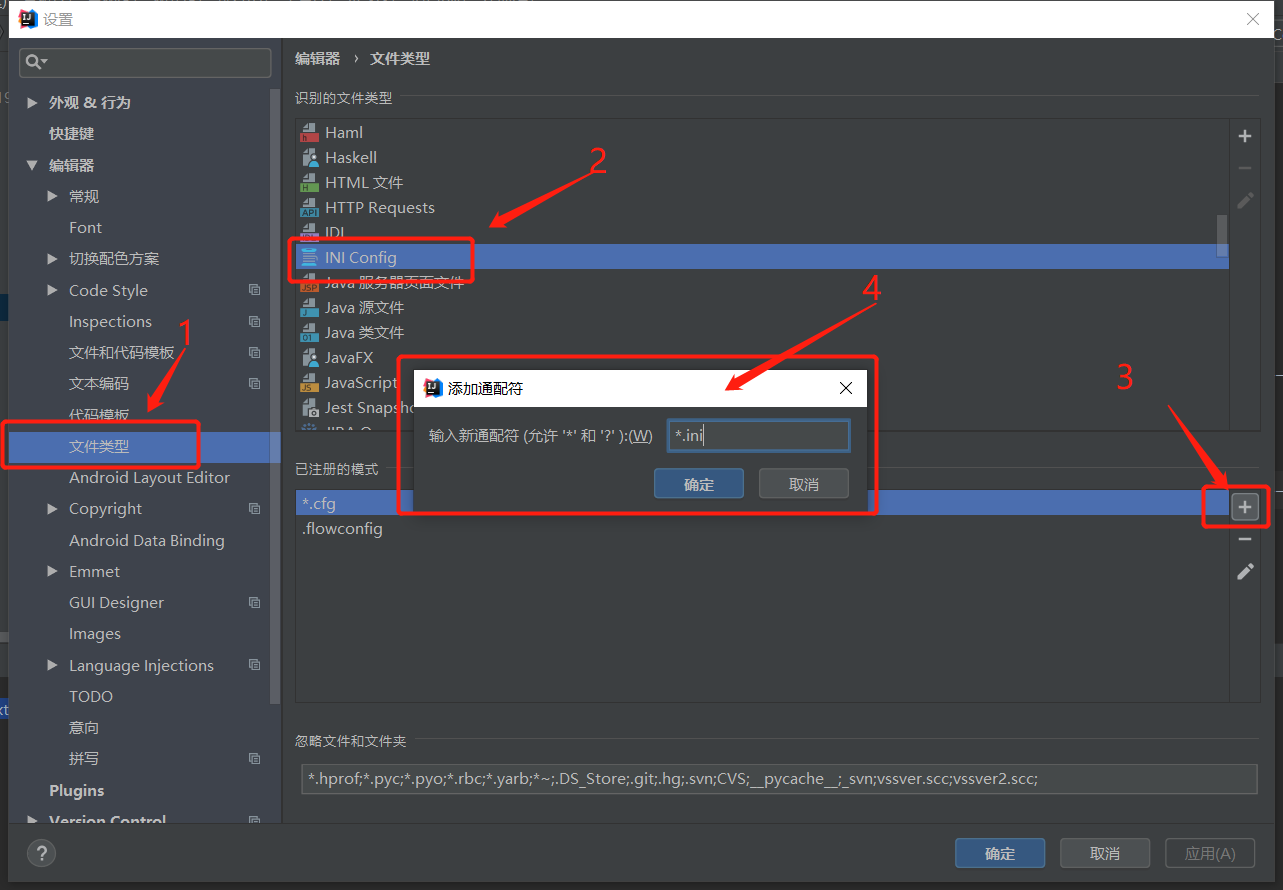 设置
编辑器 › 文件类型
外观 & 行为
快捷键
编辑器
常规
Font
切换配色方案
Code Style
Inspections
文件和代码模板
文本编码
代码模板
文件类型
Android Layout Editor
Copyright
Android Data Binding
Emmet
GUI Designer
Images
Language Injections
TODO
意向
拼写
Plugins
Version Control
识别的文件类型
Haml
Haskell
HTML 文件
HTTP Requests
IDL
INI Config
Java 服务器页面文件
Java 源文件
Java 类文件
JavaFX
JavaScript
Jest Snapsho
1
2
3
4
添加通配符
输入新通配符 (允许 '*' 和 '?' ):(W)
*.ini
确定
取消
已注册的模式
*.cfg
.flowconfig
忽略文件和文件夹
*.hprof;*.pyc;*.pyo;*.rbc;*.yarb;*~;.DS_Store;.git;.hg;.svn;CVS;__pycache__;_svn;vssver.scc;vssver2.scc;
?
确定
取消
应用(A)